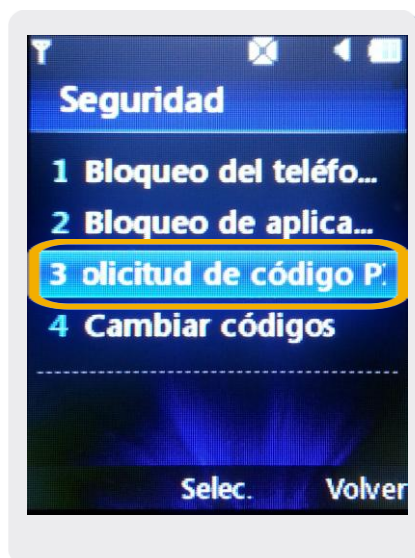 Seguridad
1 Bloqueo del teléfo...
2 Bloqueo de aplica...
3 olicitud de código P
4 Cambiar códigos
Selec. Volver